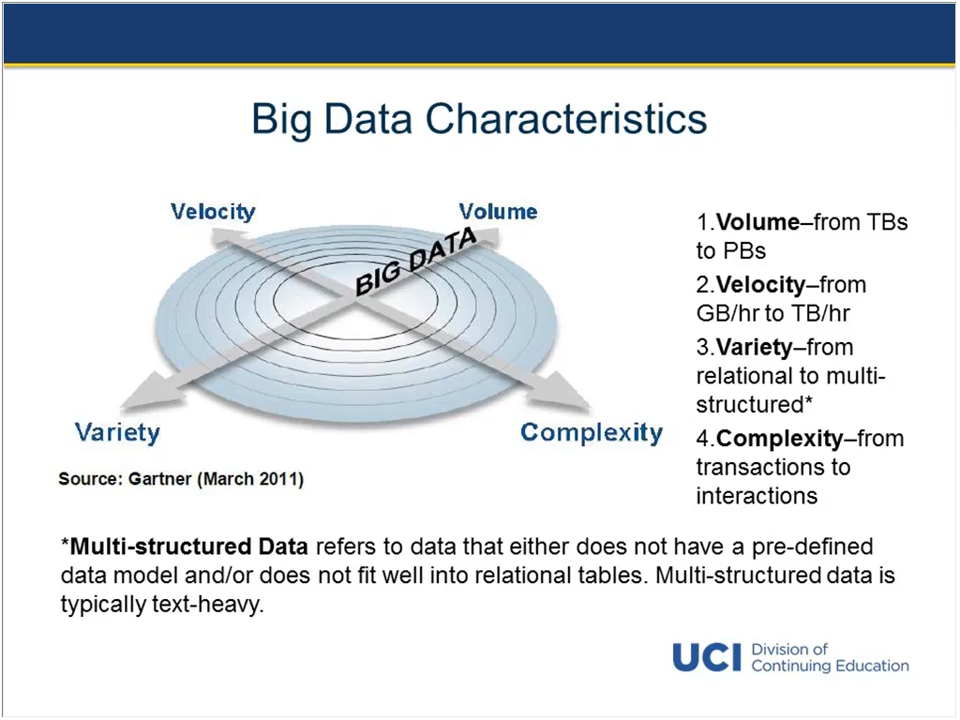 Big Data Characteristics
Velocity
Volume
BIG DATA
Variety
Complexity
Source: Gartner (March 2011)
1.Volume–from TBs
to PBs
2.Velocity–from
GB/hr to TB/hr
3.Variety–from
relational to multi-
structured*
4.Complexity–from
transactions to
interactions
*Multi-structured Data refers to data that either does not have a pre-defined
data model and/or does not fit well into relational tables. Multi-structured data is
typically text-heavy.
UCI Division of
Continuing Education